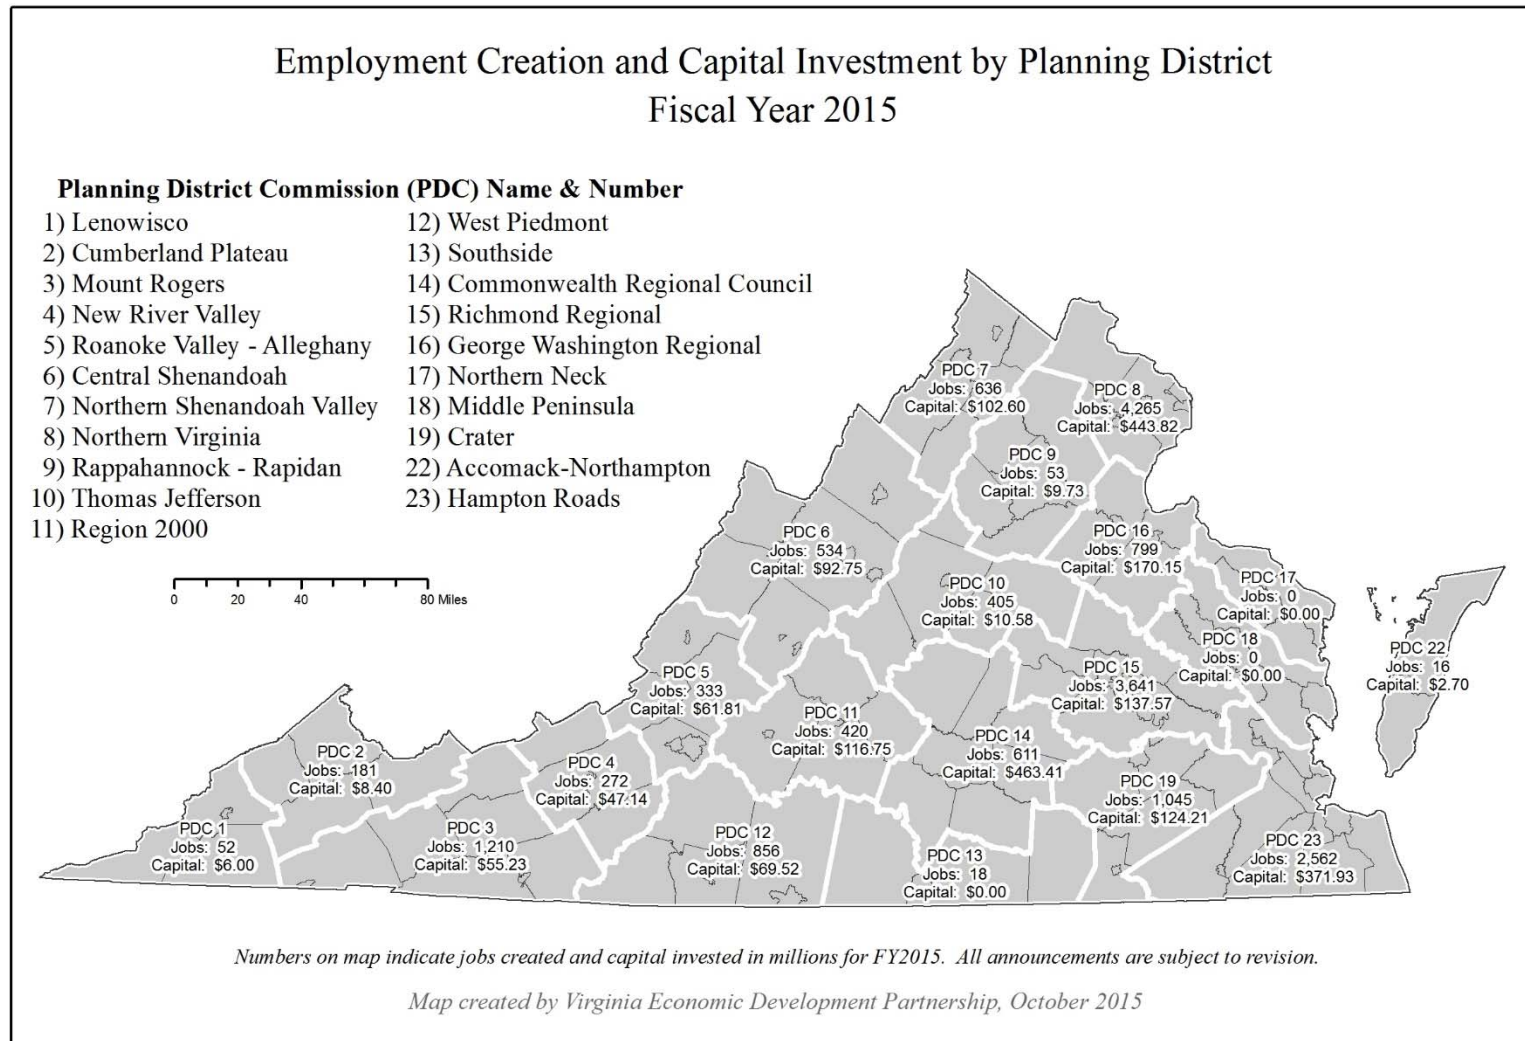 Employment Creation and Capital Investment by Planning District
Fiscal Year 2015
Planning District Commission (PDC) Name & Number
1) Lenowisco
2) Cumberland Plateau
3) Mount Rogers
4) New River Valley
5) Roanoke Valley - Alleghany
6) Central Shenandoah
7) Northern Shenandoah Valley
8) Northern Virginia
9) Rappahannock - Rapidan
10) Thomas Jefferson
11) Region 2000
12) West Piedmont
13) Southside
14) Commonwealth Regional Council
15) Richmond Regional
16) George Washington Regional
17) Northern Neck
18) Middle Peninsula
19) Crater
22) Accomack-Northampton
23) Hampton Roads
0 20 40 80 Miles
PDC 7
Jobs: 636
Capital: $102.60
PDC 8
Jobs: 4,265
Capital: $443.82
PDC 9
Jobs: 53
Capital: $9.73
PDC 6
Jobs: 534
Capital: $92.75
PDC 16
Jobs: 799
Capital: $170.15
PDC 10
Jobs: 405
Capital: $10.58
PDC 17
Jobs: 0
Capital: $0.00
PDC 18
Jobs: 0
Capital: $0.00
PDC 22
Jobs: 16
Capital: $2.70
PDC 5
Jobs: 333
Capital: $61.81
PDC 15
Jobs: 3,641
Capital: $137.57
PDC 11
Jobs: 420
Capital: $116.75
PDC 14
Jobs: 611
Capital: $463.41
PDC 2
Jobs: 181
Capital: $8.40
PDC 4
Jobs: 272
Capital: $47.14
PDC 19
Jobs: 1,045
Capital: $124.21
PDC 1
Jobs: 52
Capital: $6.00
PDC 3
Jobs: 1,210
Capital: $55.23
PDC 12
Jobs: 856
Capital: $69.52
PDC 13
Jobs: 18
Capital: $0.00
PDC 23
Jobs: 2,562
Capital: $371.93
Numbers on map indicate jobs created and capital invested in millions for FY2015. All announcements are subject to revision.
Map created by Virginia Economic Development Partnership, October 2015